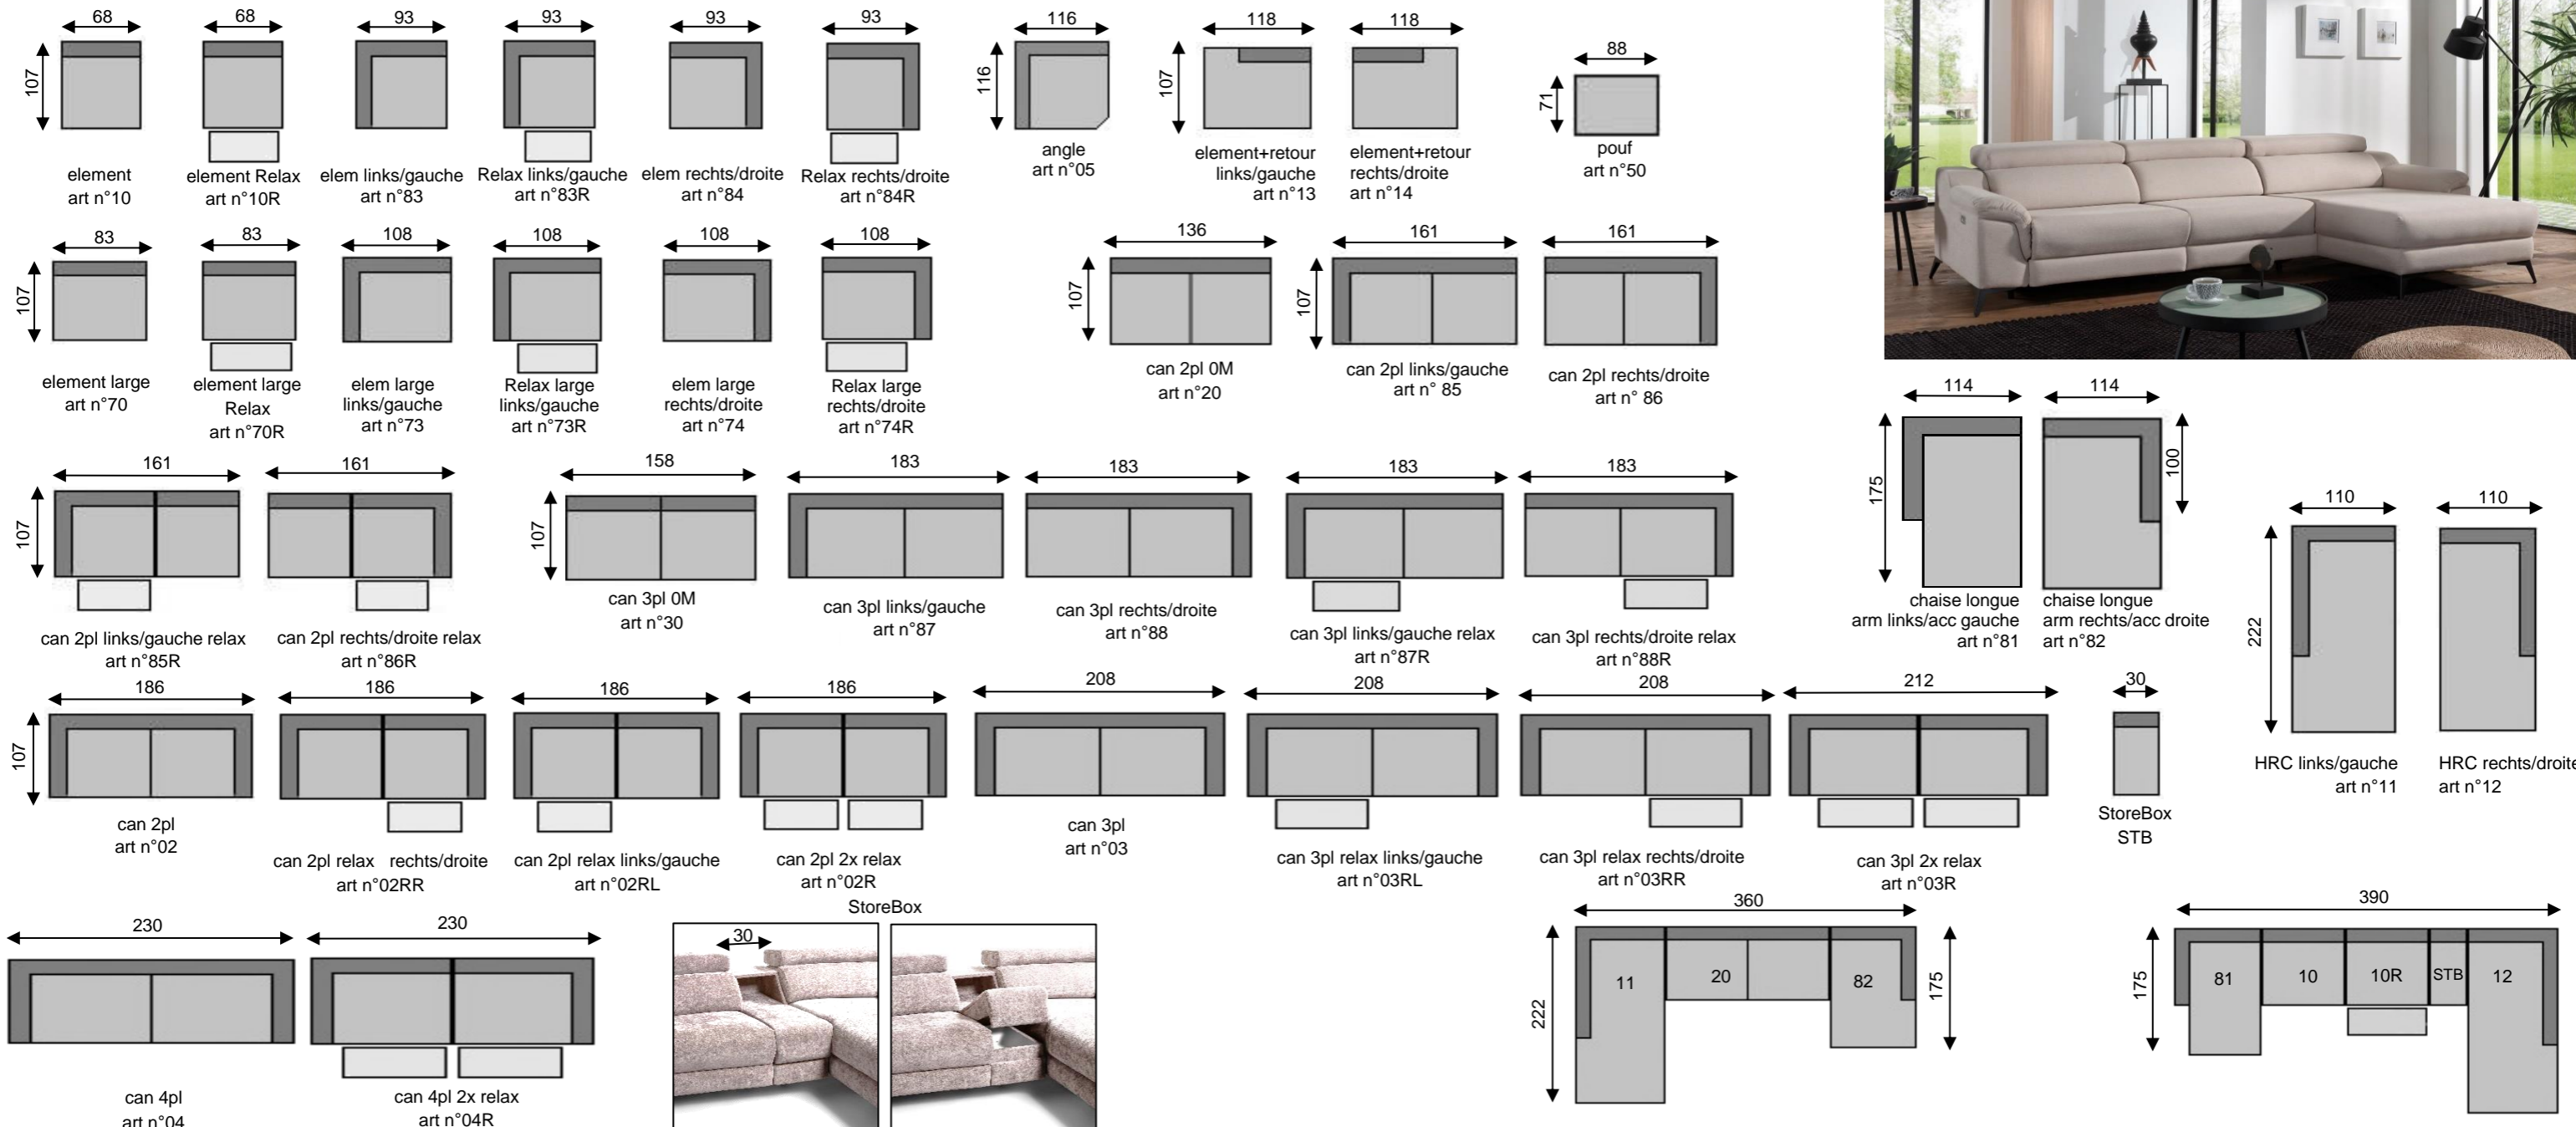 68
68
93
93
93
93
116
118
118
88
107
116
107
71
element
art n°10
element Relax
art n°10R
elem links/gauche
art n°83
Relax links/gauche
art n°83R
elem rechts/droite
art n°84
Relax rechts/droite
art n°84R
angle
art n°05
element+retour
links/gauche
art n°13
element+retour
rechts/droite
art n°14
pouf
art n°50
83
83
108
108
108
108
136
161
161
107
107
107
element large
art n°70
element large
Relax
art n°70R
elem large
links/gauche
art n°73
Relax large
links/gauche
art n°73R
elem large
rechts/droite
art n°74
Relax large
rechts/droite
art n°74R
can 2pl 0M
art n°20
can 2pl links/gauche
art n° 85
can 2pl rechts/droite
art n° 86
114
114
175
100
chaise longue
arm links/acc gauche
art n°81
chaise longue
arm rechts/acc droite
art n°82
161
161
158
183
183
183
183
107
107
can 2pl links/gauche relax
art n°85R
can 2pl rechts/droite relax
art n°86R
can 3pl 0M
art n°30
can 3pl links/gauche
art n°87
can 3pl rechts/droite
art n°88
can 3pl links/gauche relax
art n°87R
can 3pl rechts/droite relax
art n°88R
110
110
222
HRC links/gauche
art n°11
HRC rechts/droite
art n°12
186
186
186
186
208
208
208
212
30
107
can 2pl
art n°02
can 2pl relax rechts/droite
art n°02RR
can 2pl relax links/gauche
art n°02RL
can 2pl 2x relax
art n°02R
can 3pl
art n°03
can 3pl relax links/gauche
art n°03RL
can 3pl relax rechts/droite
art n°03RR
can 3pl 2x relax
art n°03R
StoreBox
STB
230
230
can 4pl
art n°04
can 4pl 2x relax
art n°04R
StoreBox
30
360
222
11
20
82
175
390
175
81
10
10R
STB
12